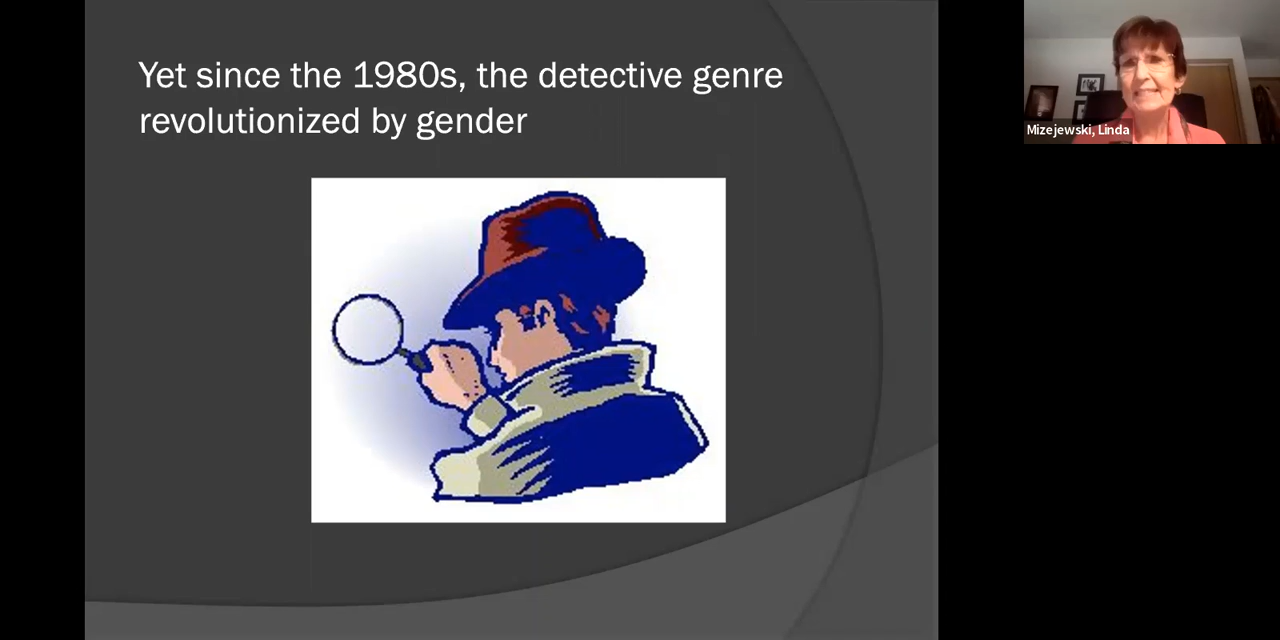 Yet since the 1980s, the detective genre
revolutionized by gender
Mizejewski, Linda